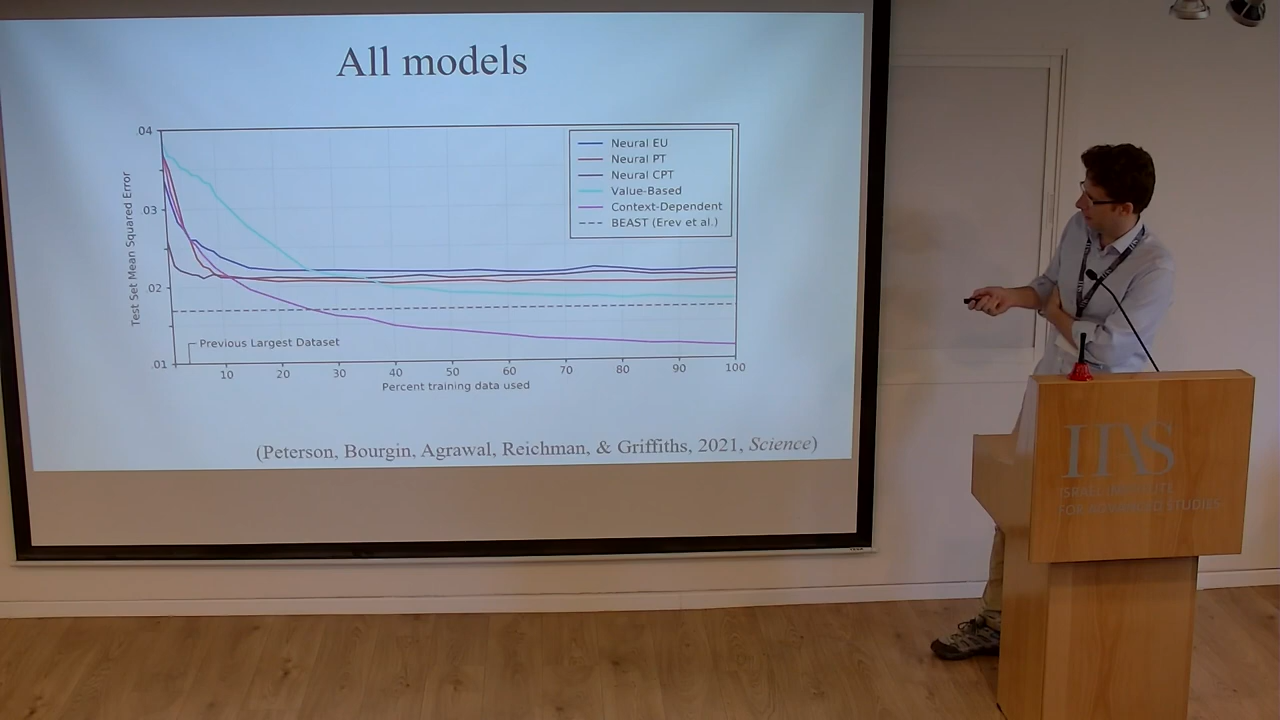 All models
.04
.03
.02
.01
Test Set Mean Squared Error
Neural EU
Neural PT
Neural CPT
Value-Based
Context-Dependent
BEAST (Erev et al.)
Previous Largest Dataset
10 20 30 40 50 60 70 80 90 100
Percent training data used
(Peterson, Bourgin, Agrawal, Reichman, & Griffiths, 2021, Science)
IIAS
ISRAEL INSTITUTE
FOR ADVANCED STUDIES